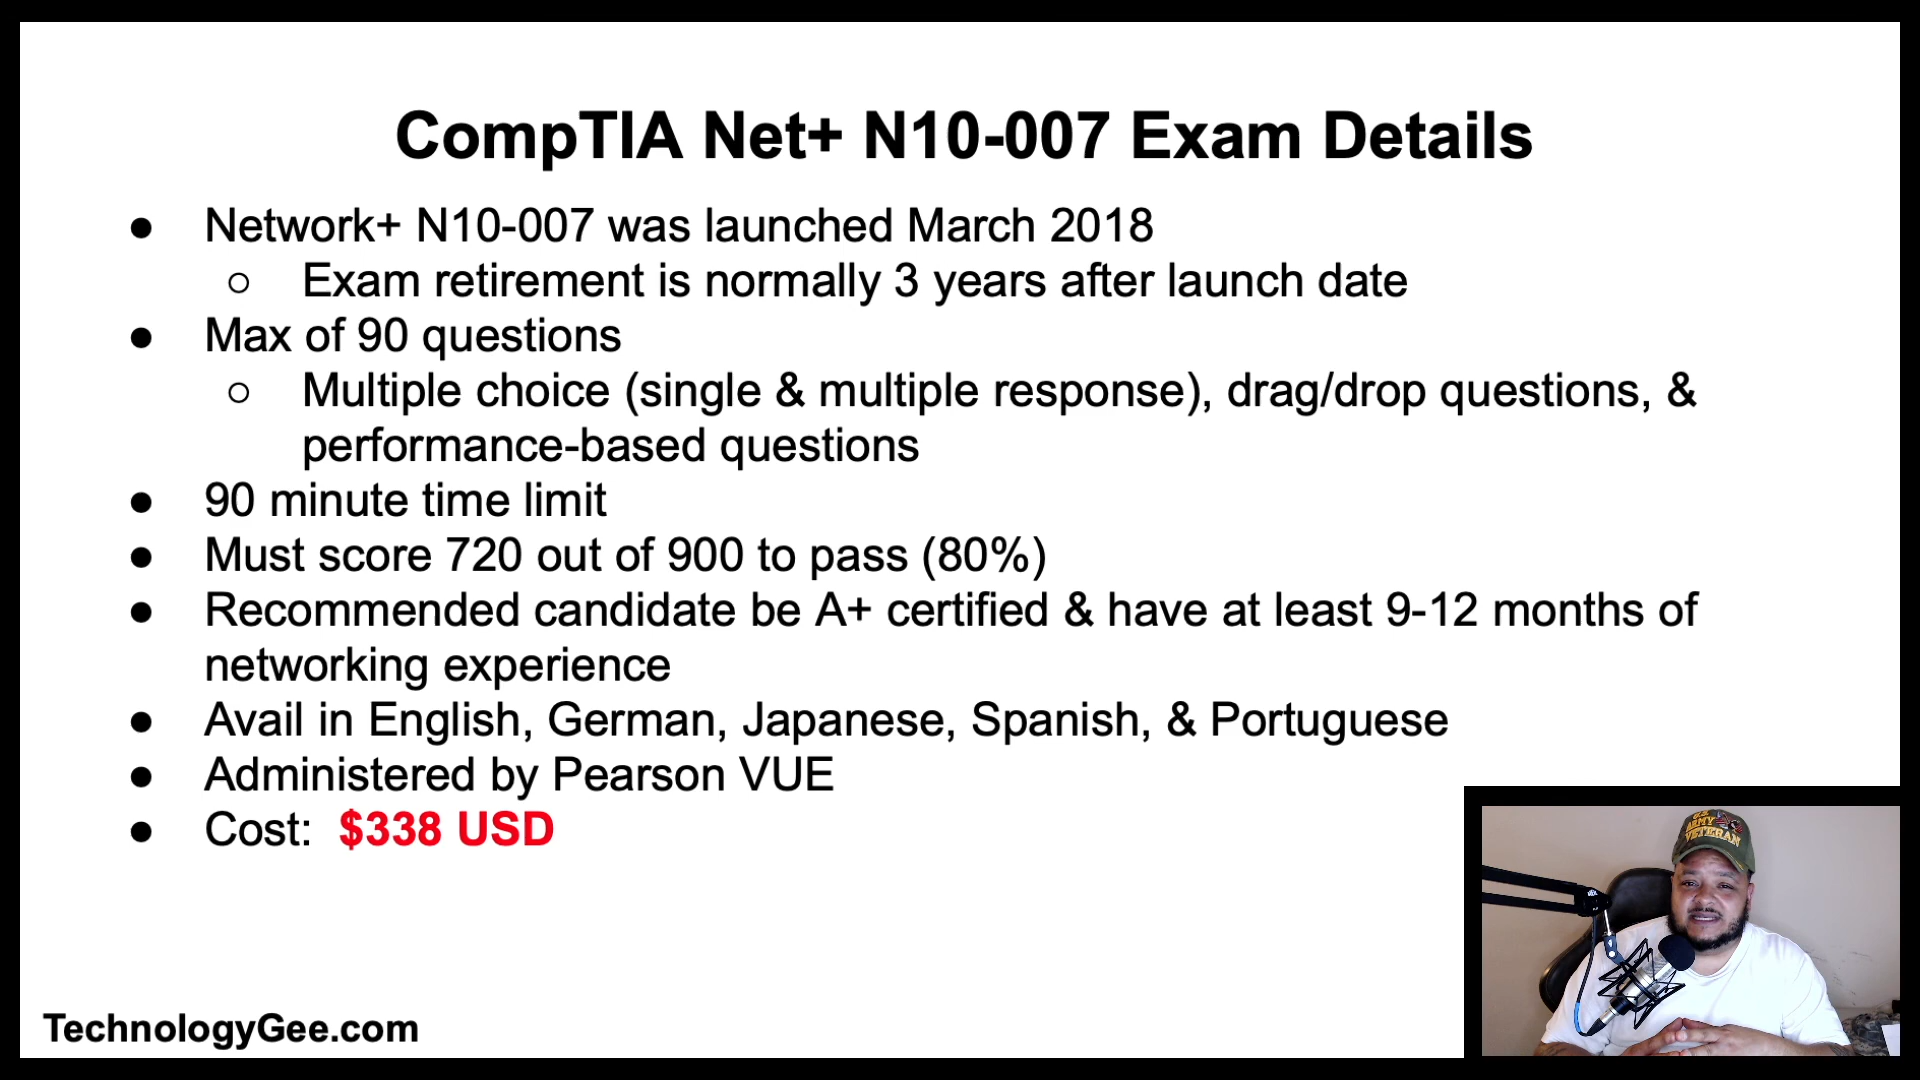 CompTIA Net+ N10-007 Exam Details
● Network+ N10-007 was launched March 2018
○ Exam retirement is normally 3 years after launch date
● Max of 90 questions
○ Multiple choice (single & multiple response), drag/drop questions, &
performance-based questions
● 90 minute time limit
● Must score 720 out of 900 to pass (80%)
● Recommended candidate be A+ certified & have at least 9-12 months of
networking experience
● Avail in English, German, Japanese, Spanish, & Portuguese
● Administered by Pearson VUE
● Cost: $338 USD
U.S.
ARMY
VETERAN
TechnologyGee.com